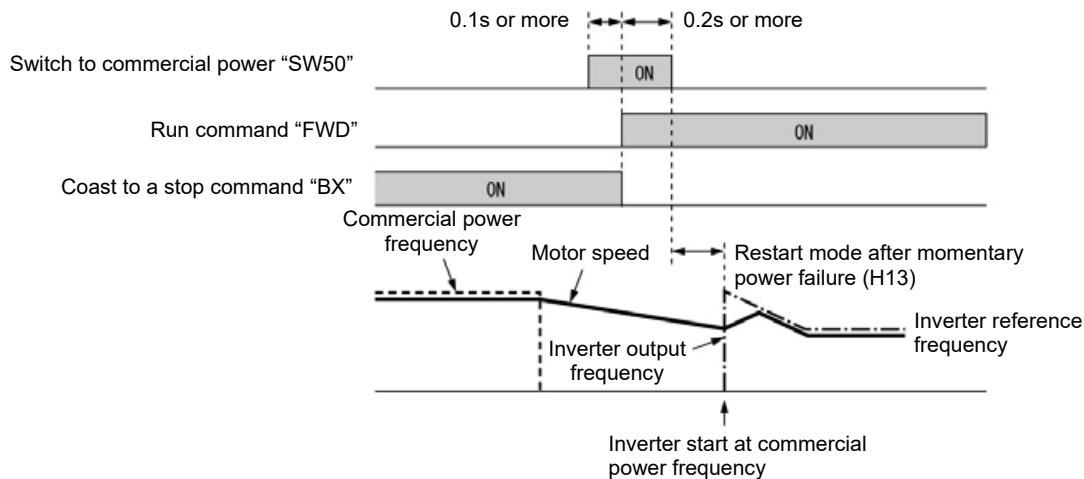 0.1s or more
0.2s or more
Switch to commercial power “SW50”
ON
Run command “FWD”
ON
Coast to a stop command “BX”
ON
Commercial power
frequency
Motor speed
Restart mode after momentary
power failure (H13)
Inverter output
frequency
Inverter reference
frequency
Inverter start at commercial
power frequency